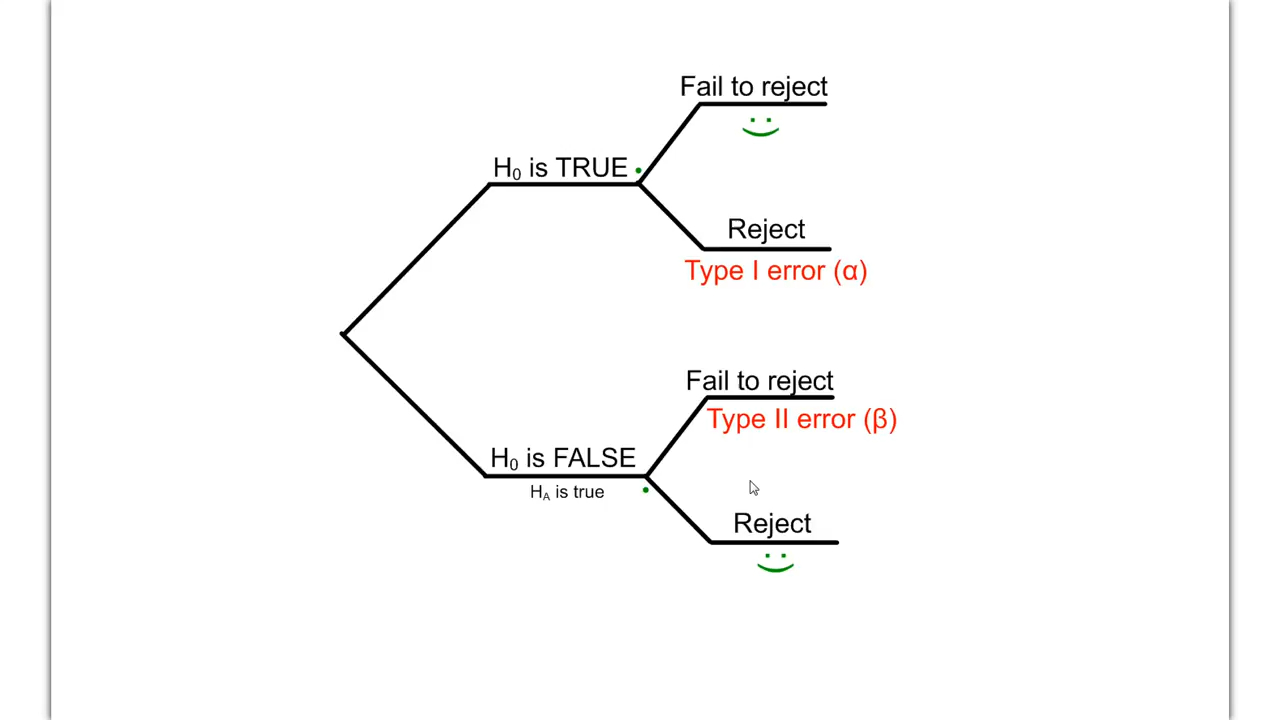 Fail to reject
H₀ is TRUE
Reject
Type I error (α)
Fail to reject
Type II error (β)
H₀ is FALSE
Hᴀ is true
Reject